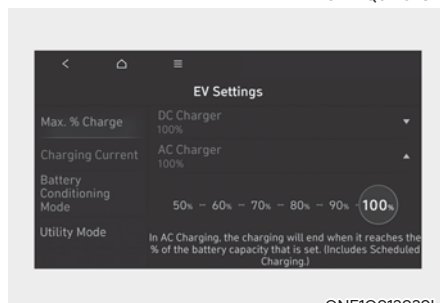 EV Settings
Max. % Charge
DC Charger
100%
Charging Current
AC Charger
100%
Battery
Conditioning
Mode
50% - 60% - 70% - 80% - 90% - 100%
Utility Mode
In AC Charging, the charging will end when it reaches the
% of the battery capacity that is set. (Includes Scheduled
Charging.)